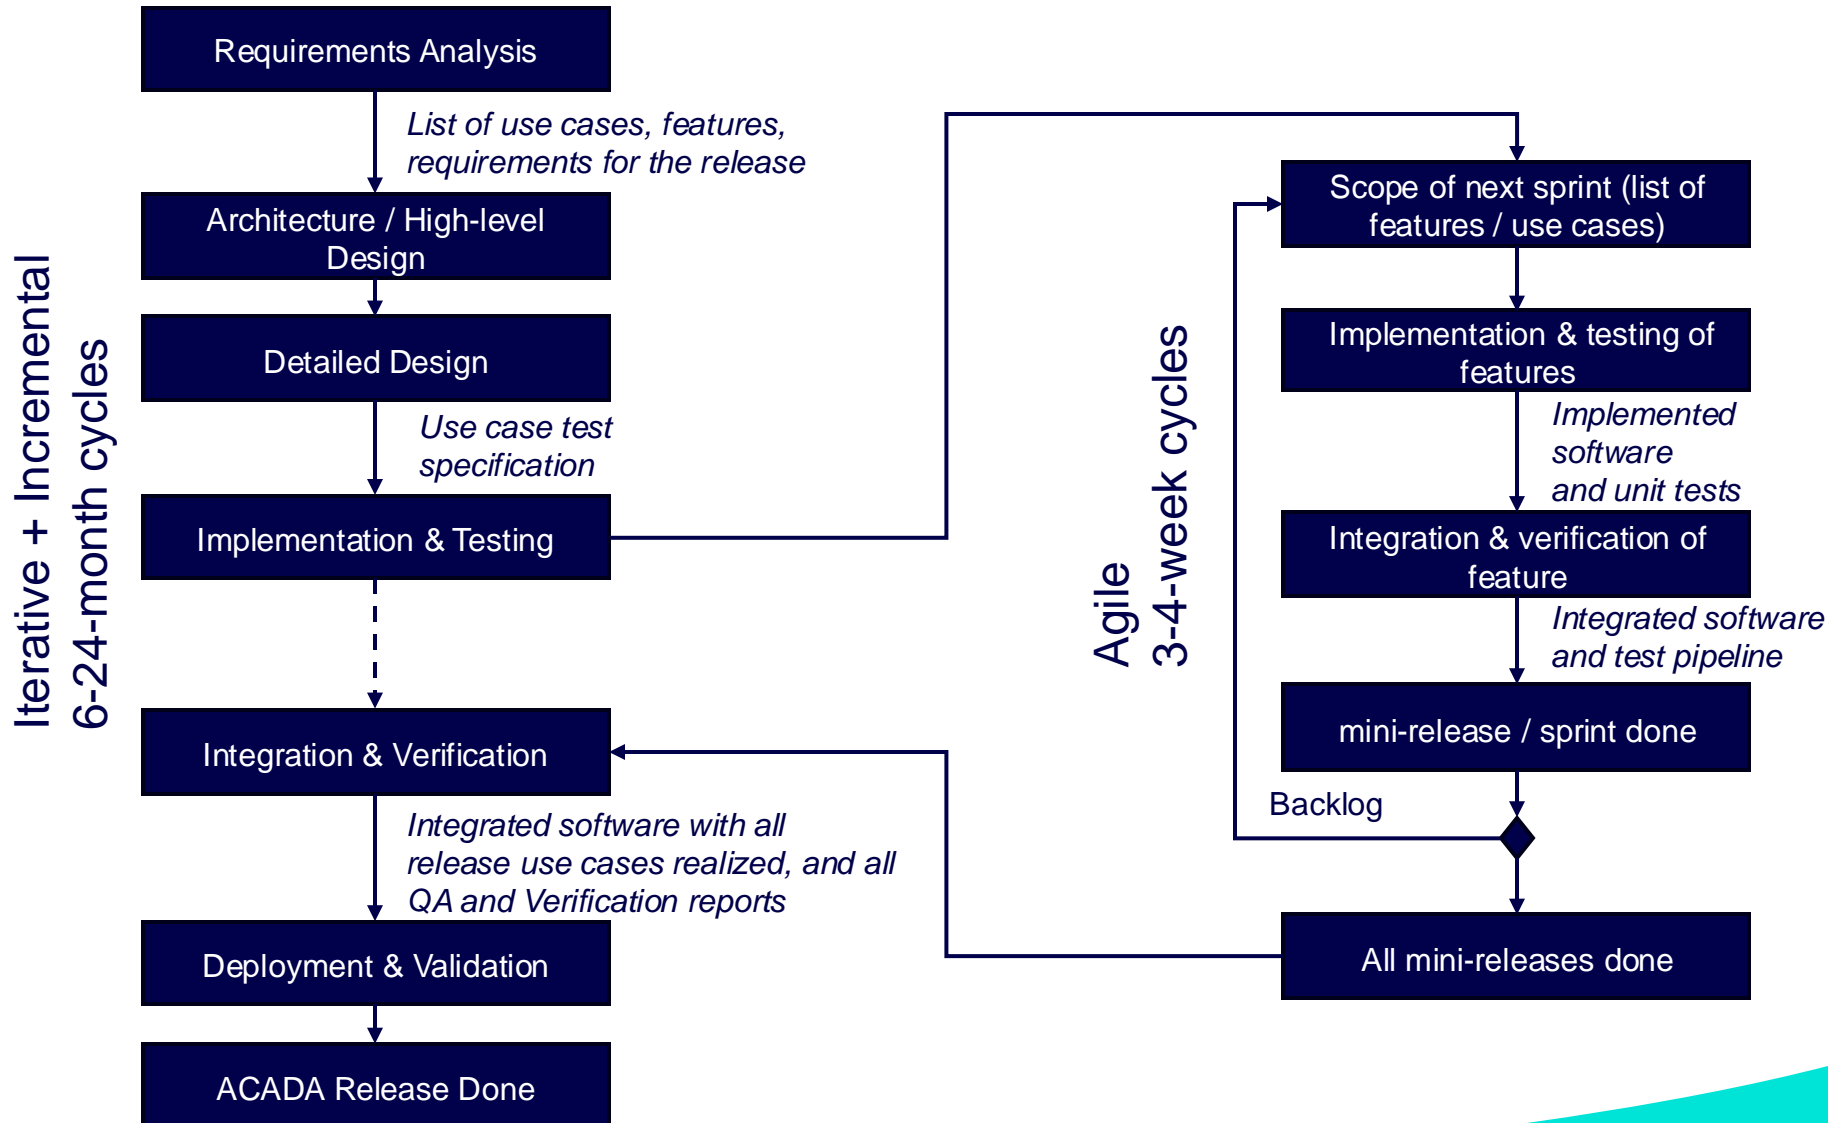 Iterative + Incremental
6-24-month cycles
Requirements Analysis
List of use cases, features,
requirements for the release
Architecture / High-level
Design
Detailed Design
Use case test
specification
Implementation & Testing
Integration & Verification
Integrated software with all
release use cases realized, and all
QA and Verification reports
Deployment & Validation
ACADA Release Done
Agile
3-4-week cycles
Scope of next sprint (list of
features / use cases)
Implementation & testing of
features
Implemented
software
and unit tests
Integration & verification of
feature
Integrated software
and test pipeline
mini-release / sprint done
Backlog
All mini-releases done